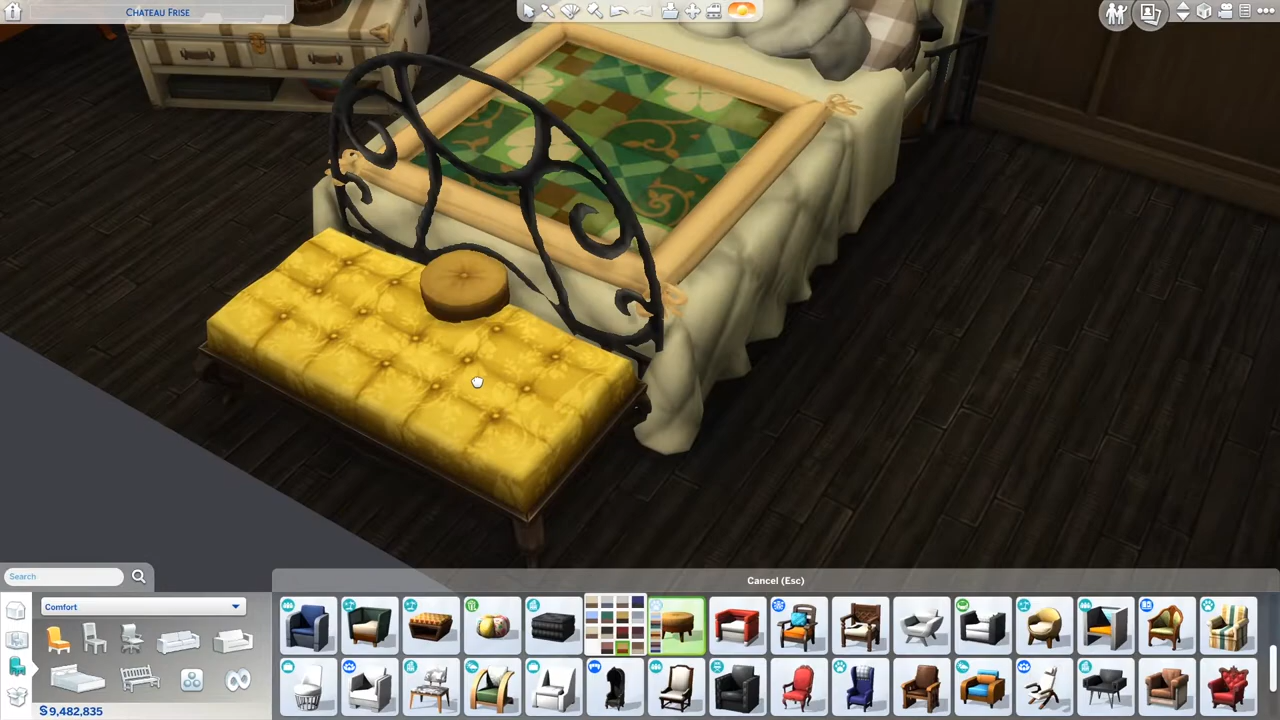 CHATEAU FRISE
Cancel (Esc)
Search
Comfort
§9,482,835